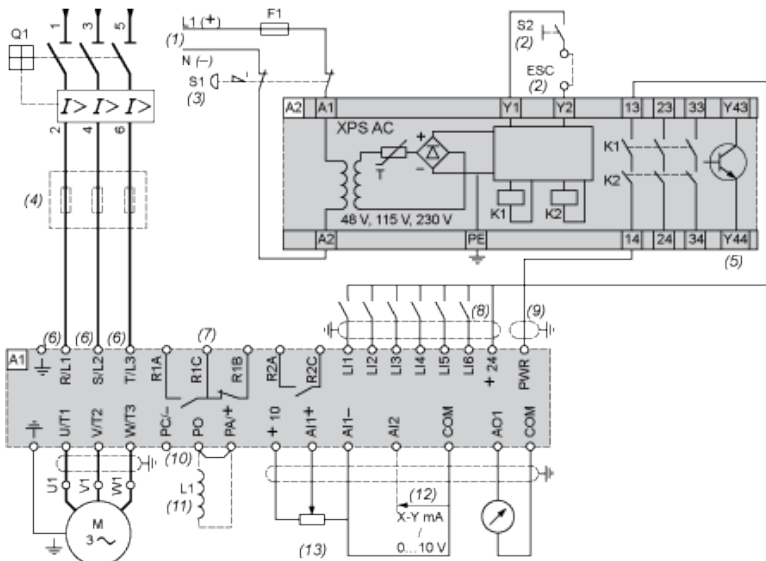 1 3 5
Q1
I> I> I>
2 4 6
(4)
L1 (+)
F1
(1)
N (–)
S1
(3)
S2
(2)
ESC
(2)
A2 A1 Y1 Y2 13 23 33 Y43
XPS AC
+
T
–
K1
K2
K1 K2
48 V, 115 V, 230 V
A2 PE 14 24 34 Y44
(5)
(6) (6) (6) (7) (8) (9)
A1
R/L1 S/L2 T/L3 R1A R1C R1B R2A R2C LI1 LI2 LI3 LI4 LI5 LI6 + 24 PWR
U/T1 V/T2 W/T3 PC/– PO PA/+ + 10 AI1+ AI1– AI2 COM AO1 COM
U1 V1 W1
(10)
L1
(11)
M
3
(12)
X-Y mA
/
0...10 V
(13)